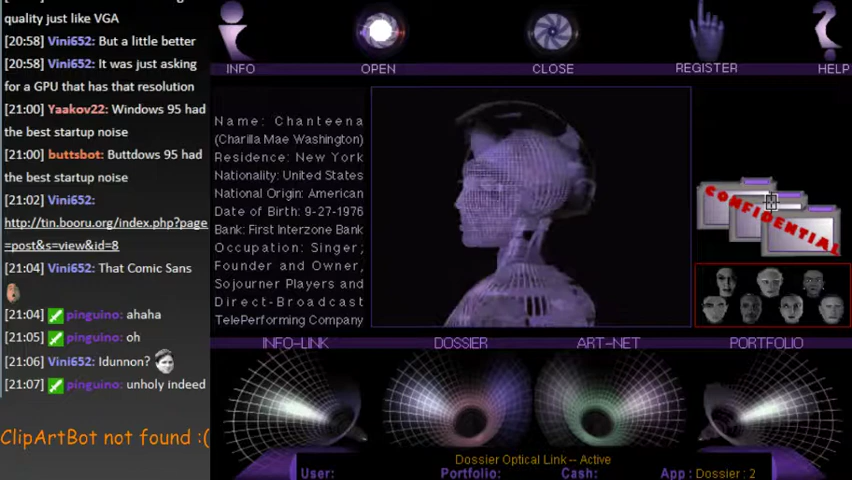 quality just like VGA
[20:58] Vini652: But a little better
[20:58] Vini652: It was just asking
for a GPU that has that resolution
[21:00] Yaakov22: Windows 95 had
the best startup noise
[21:00] buttsbot: Buttdows 95 had
the best startup noise
[21:02] Vini652:
http://tin.booru.org/index.php?page
=post&s=view&id=8
[21:04] Vini652: That Comic Sans
[21:04] pinguino: ahaha
[21:05] pinguino: oh
[21:06] Vini652: Idunnon?
[21:07] pinguino: unholy indeed
ClipArtBot not found :(
INFO
OPEN
CLOSE
REGISTER
HELP
Name: Chanteena
(Charilla Mae Washington)
Residence: New York
Nationality: United States
National Origin: American
Date of Birth: 9-27-1976
Bank: First Interzone Bank
Occupation: Singer;
Founder and Owner,
Sojourner Players and
Direct-Broadcast
TelePerforming Company
CONFIDENTIAL
INFO-LINK
DOSSIER
ART-NET
PORTFOLIO
Dossier Optical Link -- Active
User: Portfolio: Cash: App: Dossier : 2